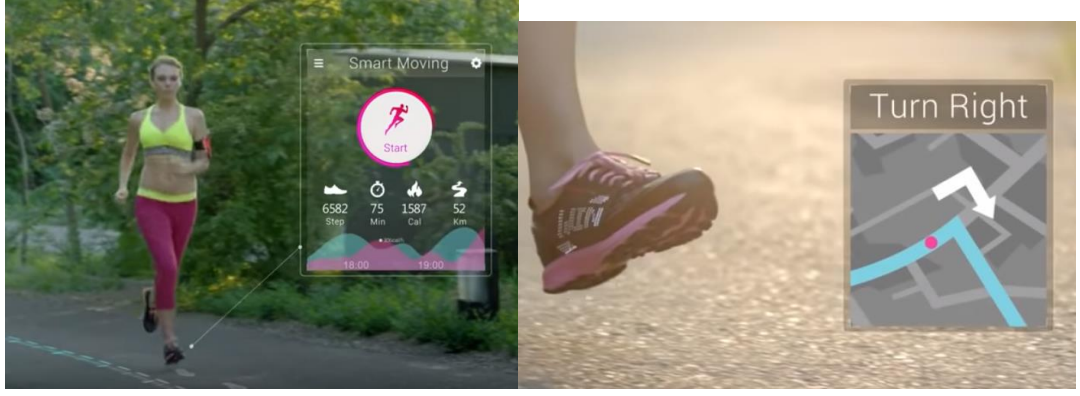 Smart Moving
Start
6582 75 1587 52
Step Min Cal Km
18:00 19:00
Turn Right